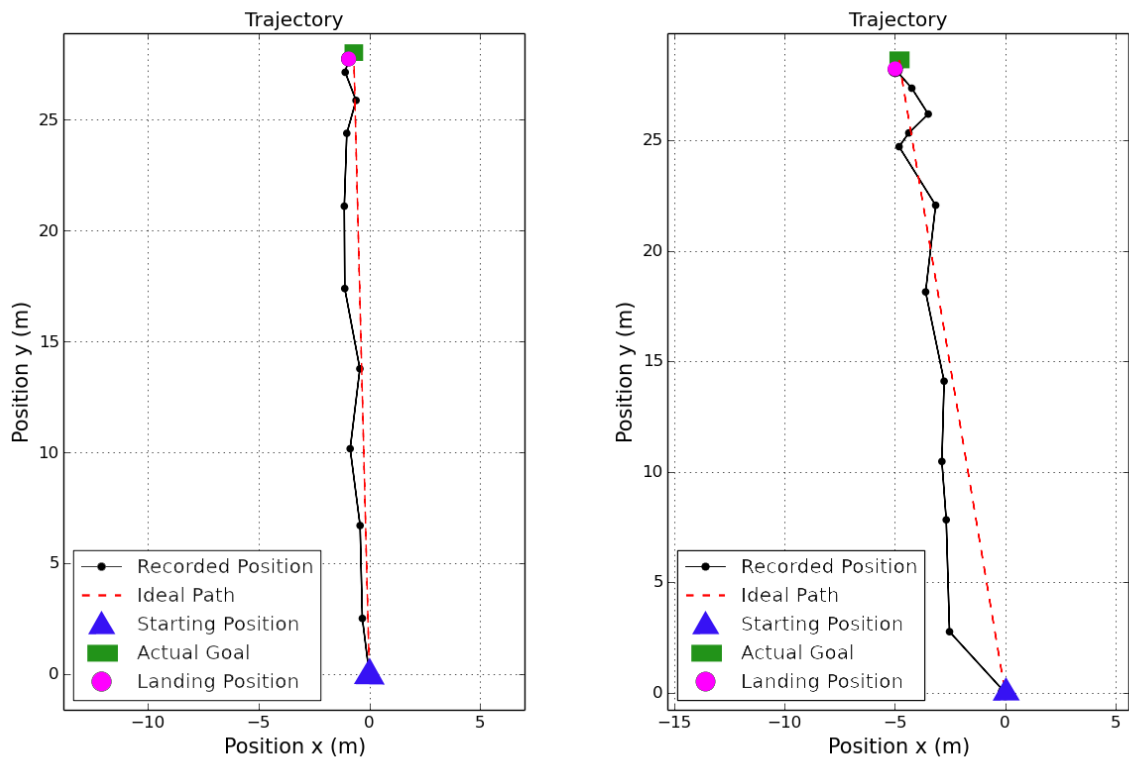 Trajectory
25
20
15
10
5
0
−10
−5
0
5
Position y (m)
Position x (m)
Recorded Position
Ideal Path
Starting Position
Actual Goal
Landing Position
Trajectory
25
20
15
10
5
0
−15
−10
−5
0
5
Position y (m)
Position x (m)
Recorded Position
Ideal Path
Starting Position
Actual Goal
Landing Position